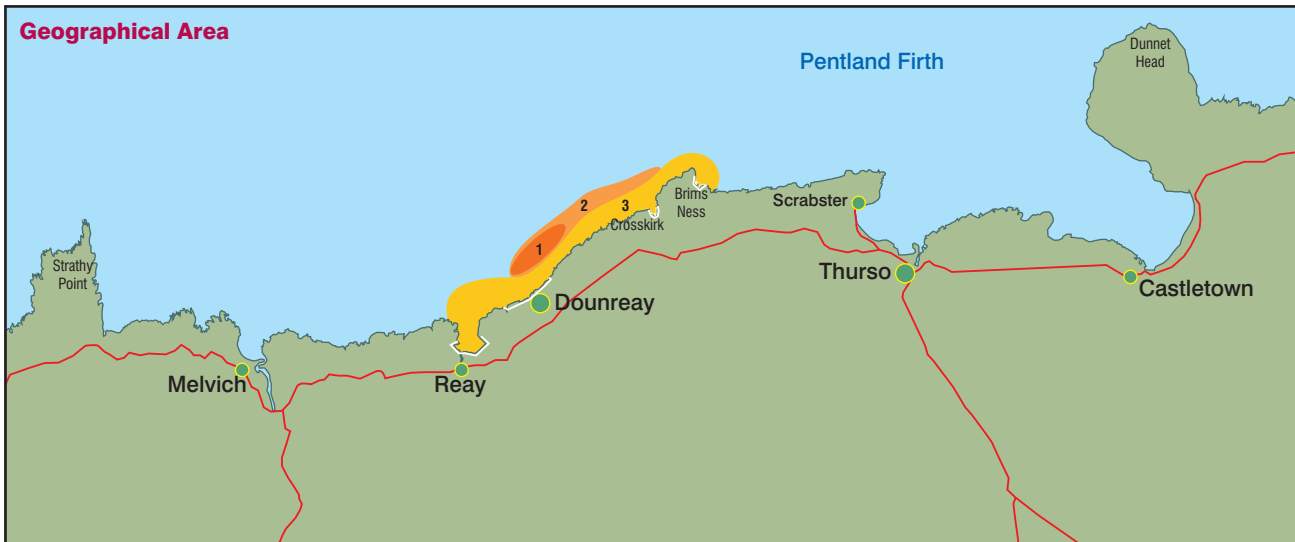 Geographical Area
Pentland Firth
Dunnet
Head
Strathy
Point
1
2
3
Crosskirk
Brims
Ness
Scrabster
Thurso
Castletown
Dounreay
Melvich
Reay